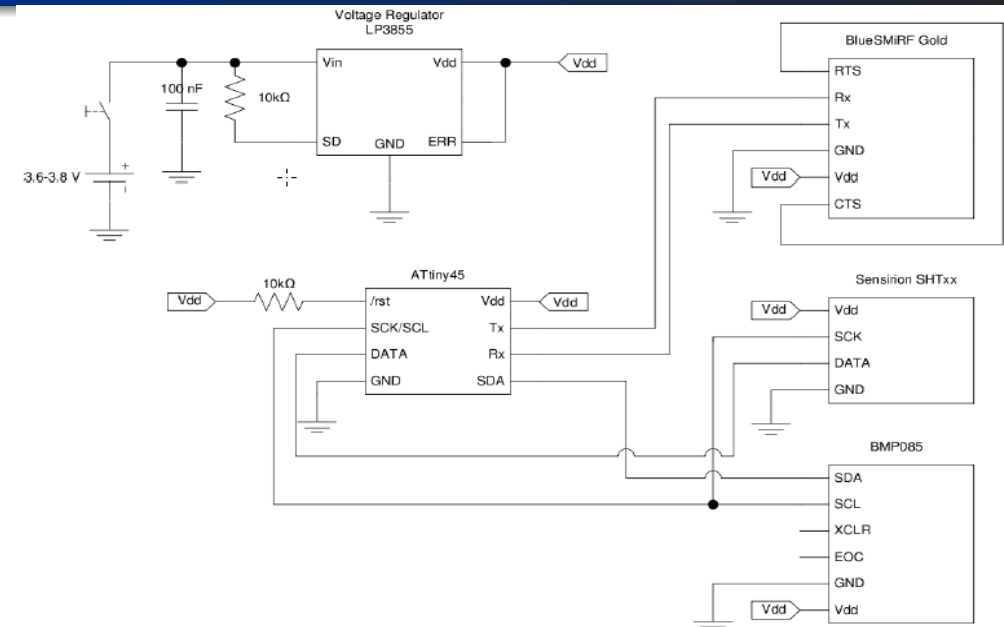 Voltage Regulator
LP3855
Vin
Vdd
Vdd
100 nF
10kΩ
SD
GND
ERR
3.6-3.8 V
+
-
BlueSMiRF Gold
RTS
Rx
Tx
GND
Vdd
Vdd
CTS
ATtiny45
Vdd
10kΩ
/rst
Vdd
Vdd
SCK/SCL
Tx
DATA
Rx
GND
SDA
Sensirion SHTxx
Vdd
Vdd
SCK
DATA
GND
BMP085
SDA
SCL
XCLR
EOC
GND
Vdd
Vdd